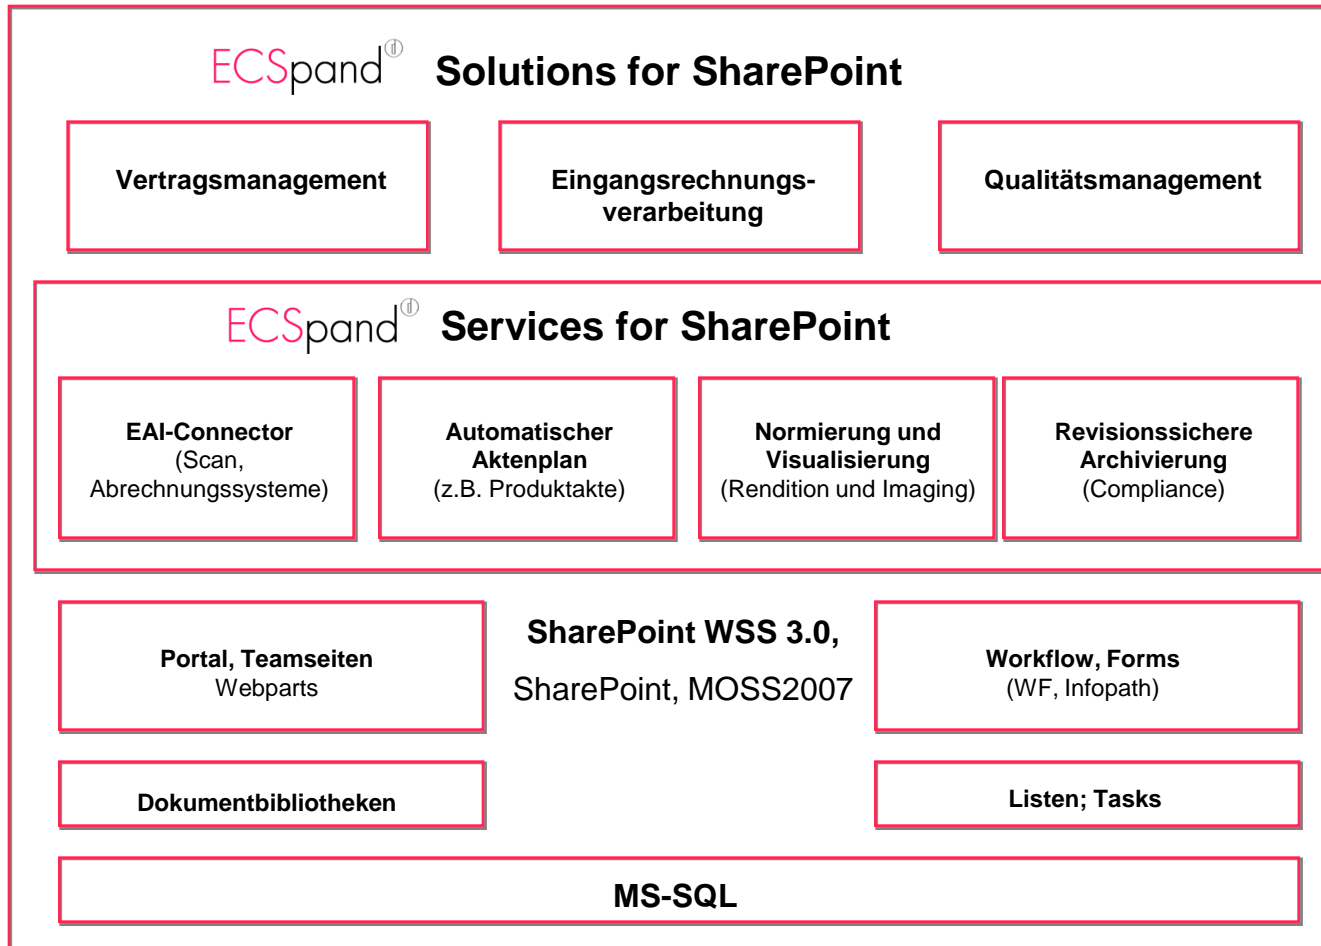 ECSpand Solutions for SharePoint
Vertragsmanagement
Eingangsrechnungs-
verarbeitung
Qualitätsmanagement
ECSpand Services for SharePoint
EAI-Connector
(Scan,
Abrechnungssysteme)
Automatischer
Aktenplan
(z.B. Produktakte)
Normierung und
Visualisierung
(Rendition und Imaging)
Revisionssichere
Archivierung
(Compliance)
Portal, Teamseiten
Webparts
SharePoint WSS 3.0,
SharePoint, MOSS2007
Workflow, Forms
(WF, Infopath)
Dokumentbibliotheken
Listen; Tasks
MS-SQL